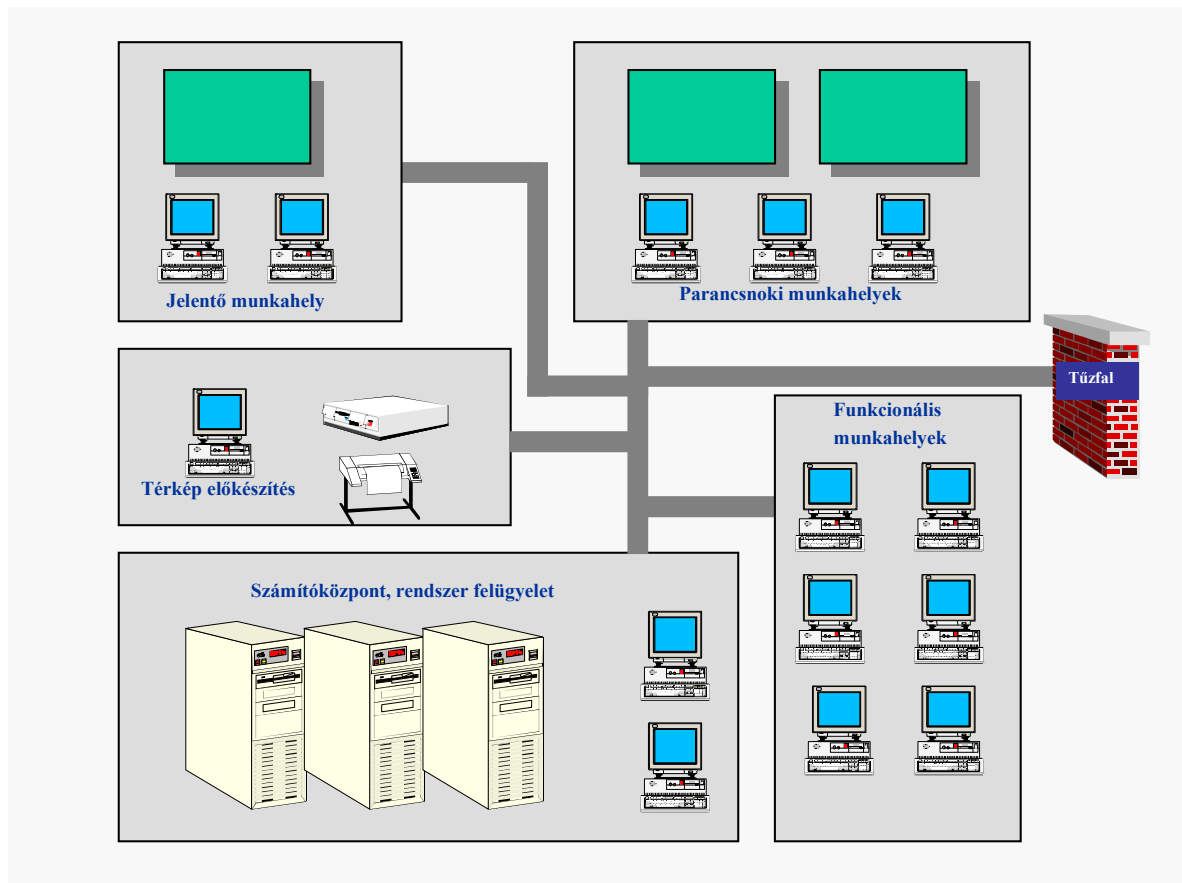 Jelentő munkahely
Parancsnoki munkahelyek
Tűzfal
Funkcionális
munkahelyek
Térkép előkészítés
Számítóközpont, rendszer felügyelet